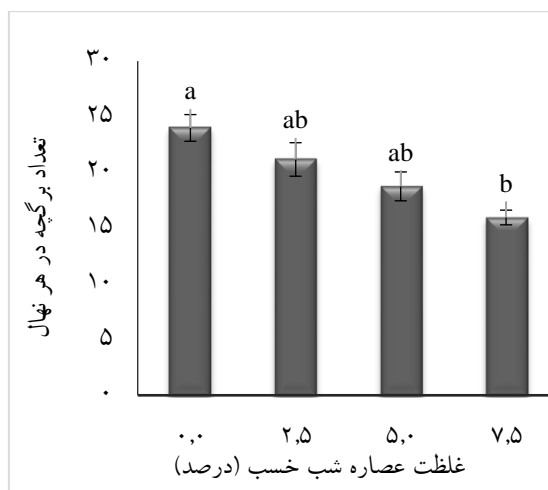 ۳۰
۲۵
۲۰
۱۵
۱۰
۵
۰
تعداد برگچه در هر نهال
a
ab
ab
b
۰,۰ ۲,۵ ۵,۰ ۷,۵
غلظت عصاره شب خسب (درصد)